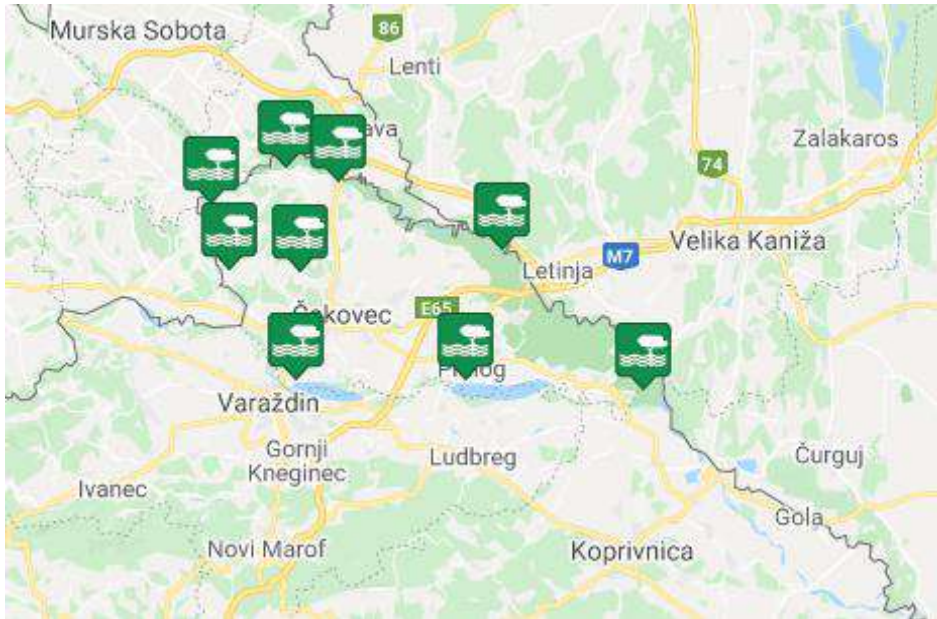 Murska Sobota
86
Lenti
Zalakaros
74
Velika Kaniža
M7
Letinja
E65
Varaždin
Gornji
Kneginec
Ludbreg
Čurguj
Ivanec
Gola
Novi Marof
Koprivnica